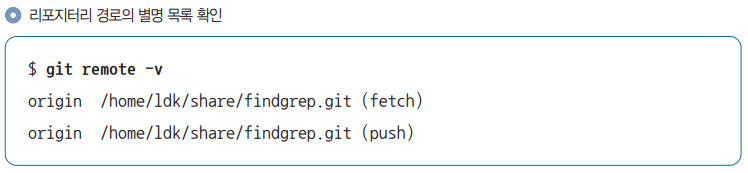 리포지터리 경로의 별명 목록 확인
$ git remote -v
origin  /home/ldk/share/findgrep.git (fetch)
origin  /home/ldk/share/findgrep.git (push)